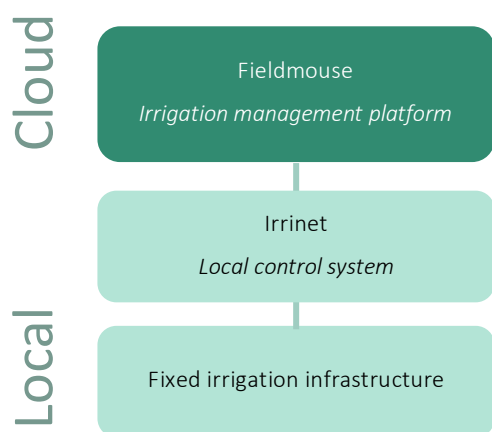 Cloud
Fieldmouse
Irrigation management platform
Irrinet
Local control system
Local
Fixed irrigation infrastructure